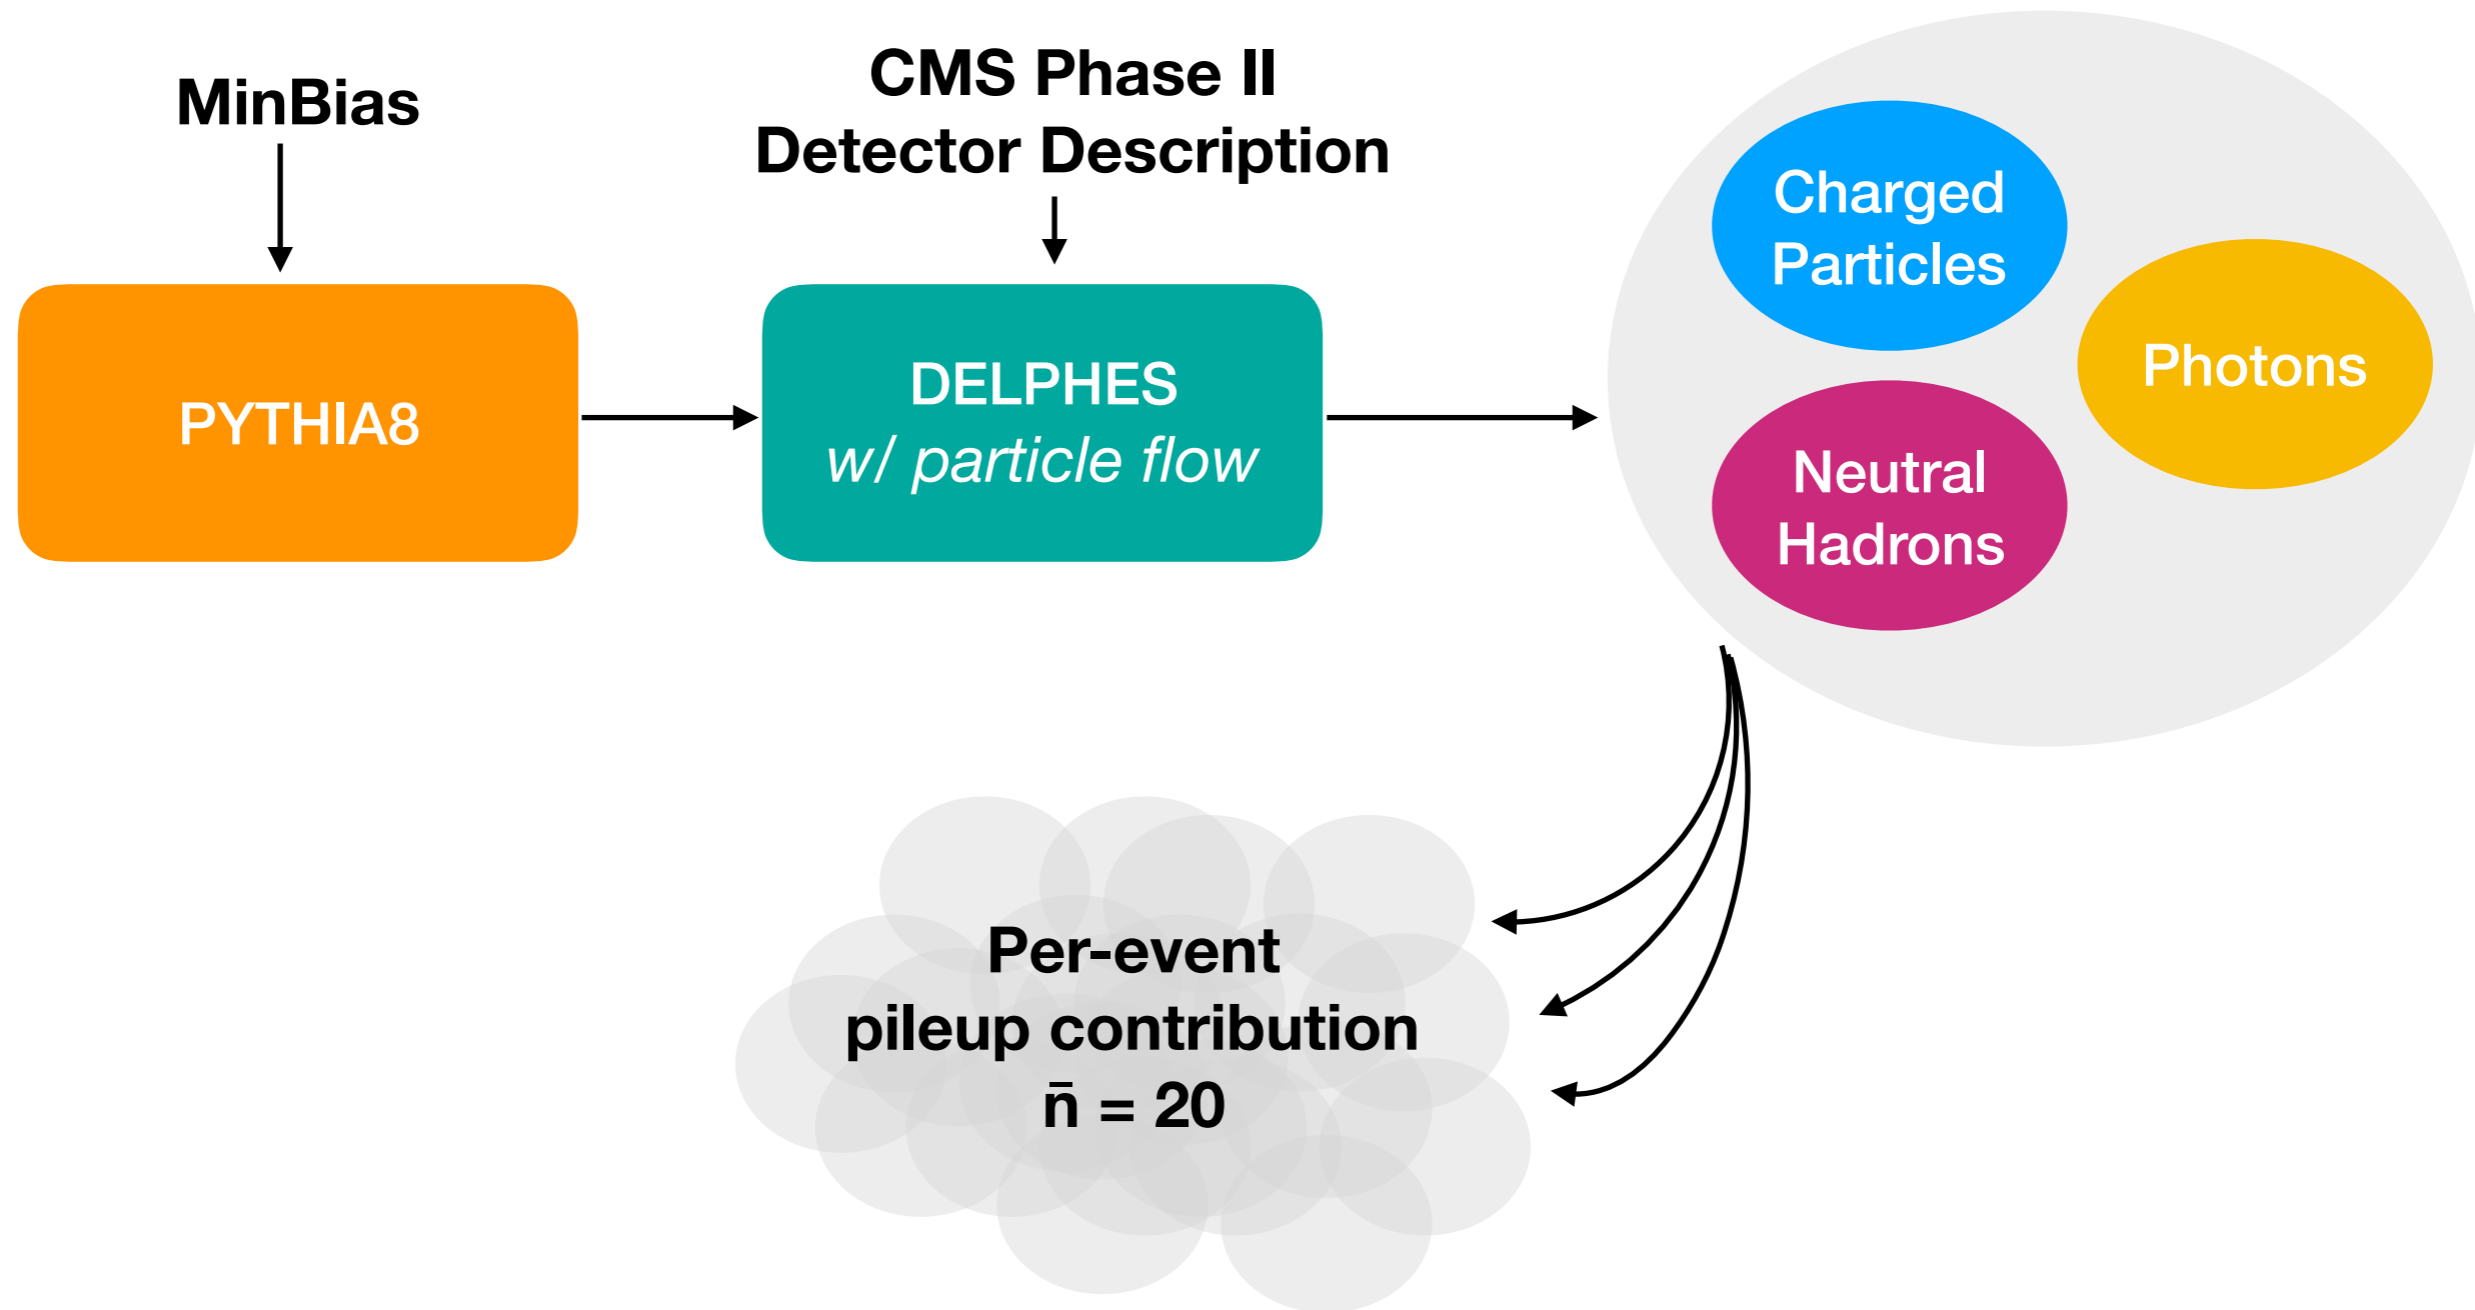 MinBias
CMS Phase II
Detector Description
PYTHIA8
DELPHES
w/ particle flow
Charged
Particles
Photons
Neutral
Hadrons
Per-event
pileup contribution
n̄ = 20